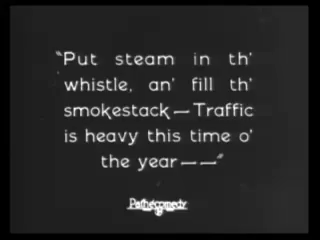 "Put steam in th'
whistle, an' fill th'
smokestack—Traffic
is heavy this time o'
the year——"
Pathécomedy